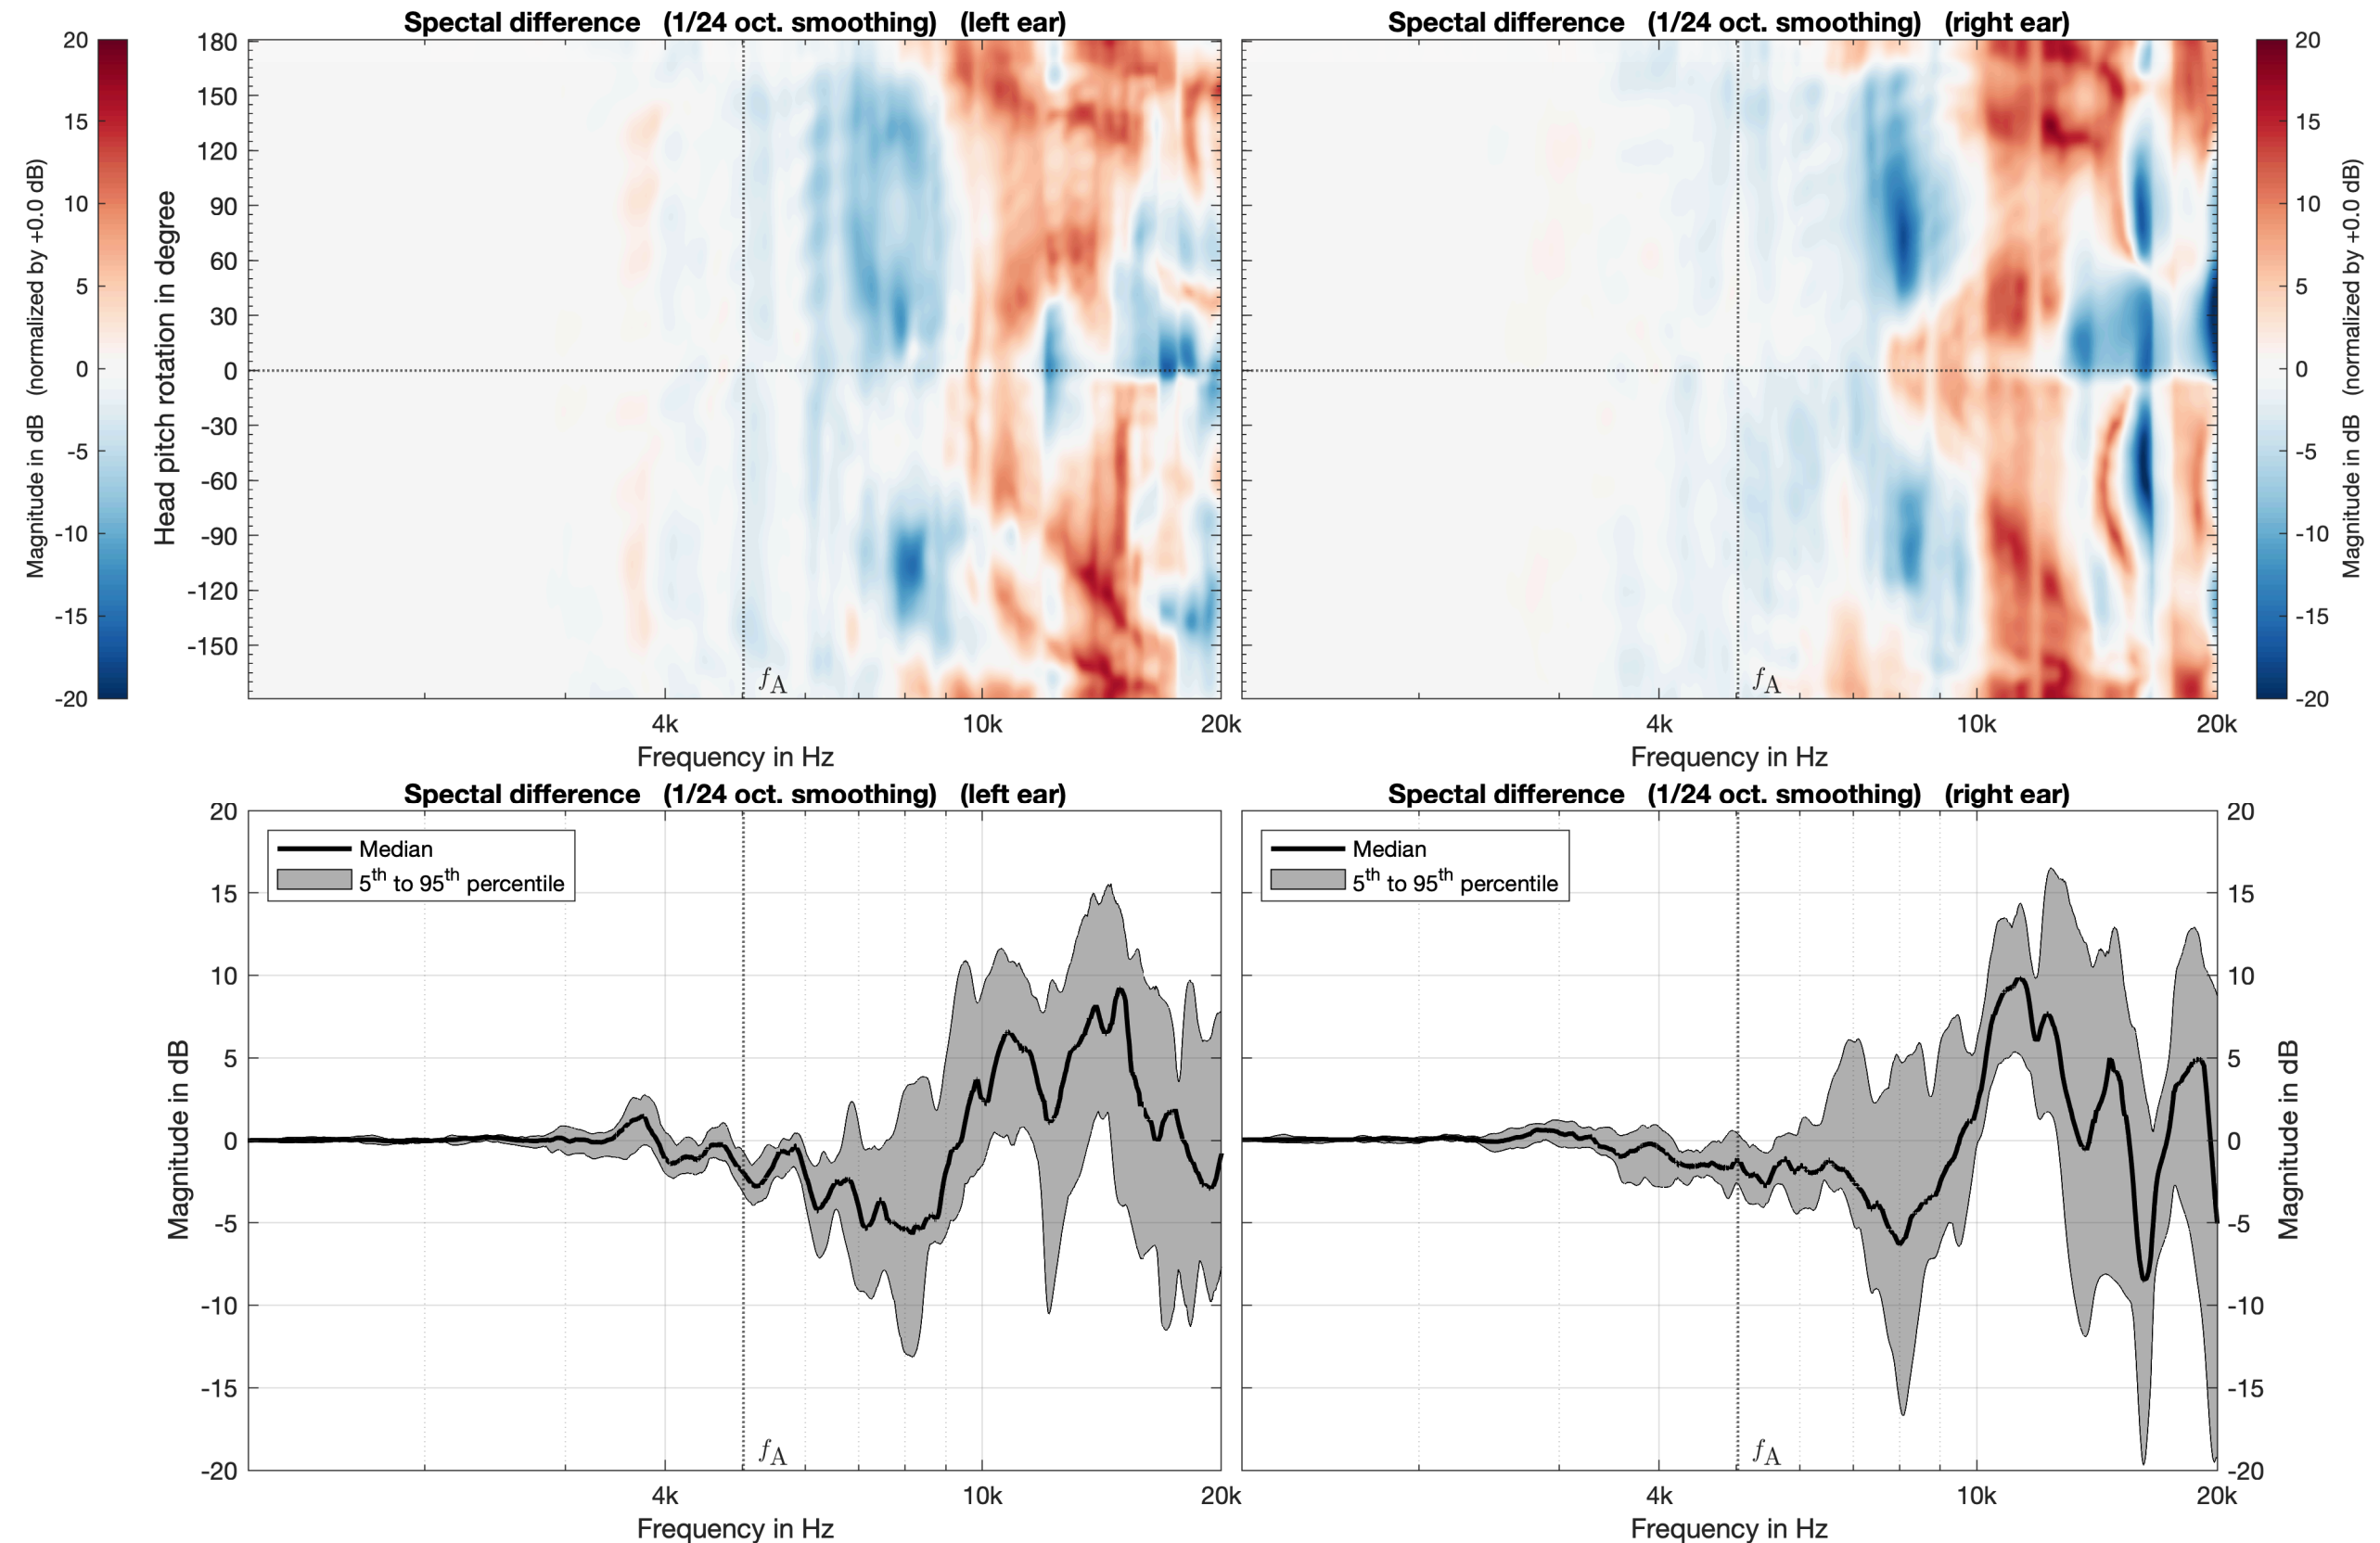 Spectal difference (1/24 oct. smoothing) (left ear)
Spectal difference (1/24 oct. smoothing) (right ear)
20
15
10
5
0
-5
-10
-15
-20
Magnitude in dB (normalized by +0.0 dB)
180
150
120
90
60
30
0
-30
-60
-90
-120
-150
Head pitch rotation in degree
fA
4k
10k
20k
Frequency in Hz
fA
4k
10k
20k
Frequency in Hz
20
15
10
5
0
-5
-10
-15
-20
Magnitude in dB (normalized by +0.0 dB)
Spectal difference (1/24 oct. smoothing) (left ear)
Spectal difference (1/24 oct. smoothing) (right ear)
20
15
10
5
0
-5
-10
-15
-20
Magnitude in dB
Median
5th to 95th percentile
fA
4k
10k
20k
Frequency in Hz
Median
5th to 95th percentile
fA
4k
10k
20k
Frequency in Hz
20
15
10
5
0
-5
-10
-15
-20
Magnitude in dB